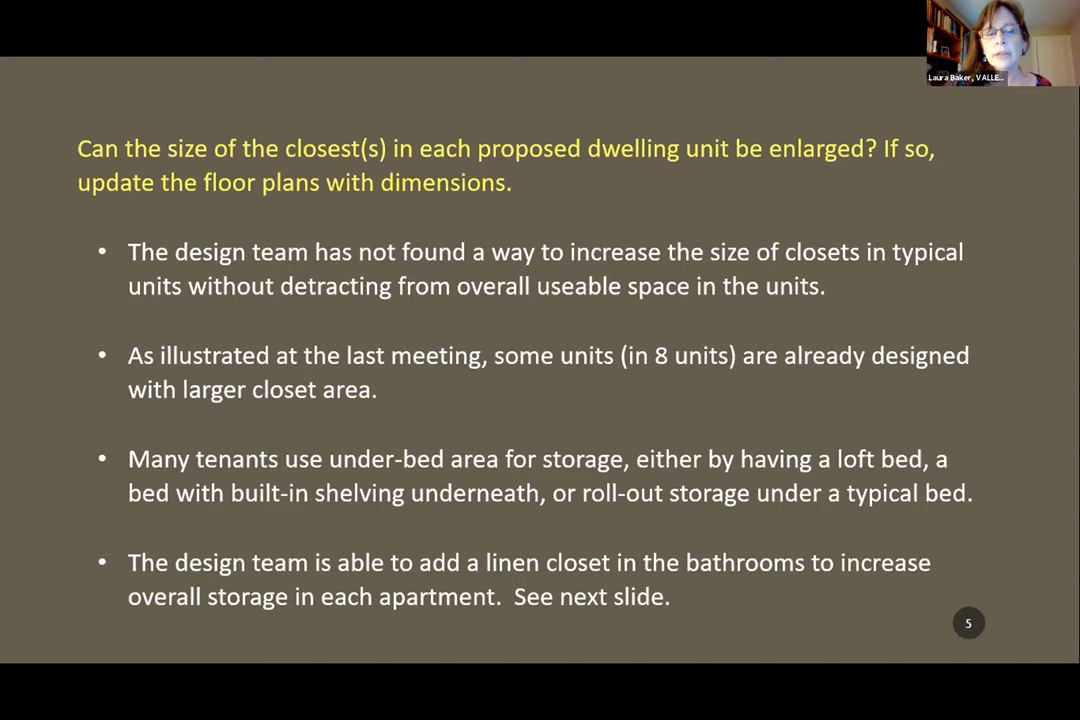 Laura Baker, VALLE...
Can the size of the closest(s) in each proposed dwelling unit be enlarged? If so,
update the floor plans with dimensions.
• The design team has not found a way to increase the size of closets in typical
units without detracting from overall useable space in the units.
• As illustrated at the last meeting, some units (in 8 units) are already designed
with larger closet area.
• Many tenants use under-bed area for storage, either by having a loft bed, a
bed with built-in shelving underneath, or roll-out storage under a typical bed.
• The design team is able to add a linen closet in the bathrooms to increase
overall storage in each apartment.  See next slide.
5